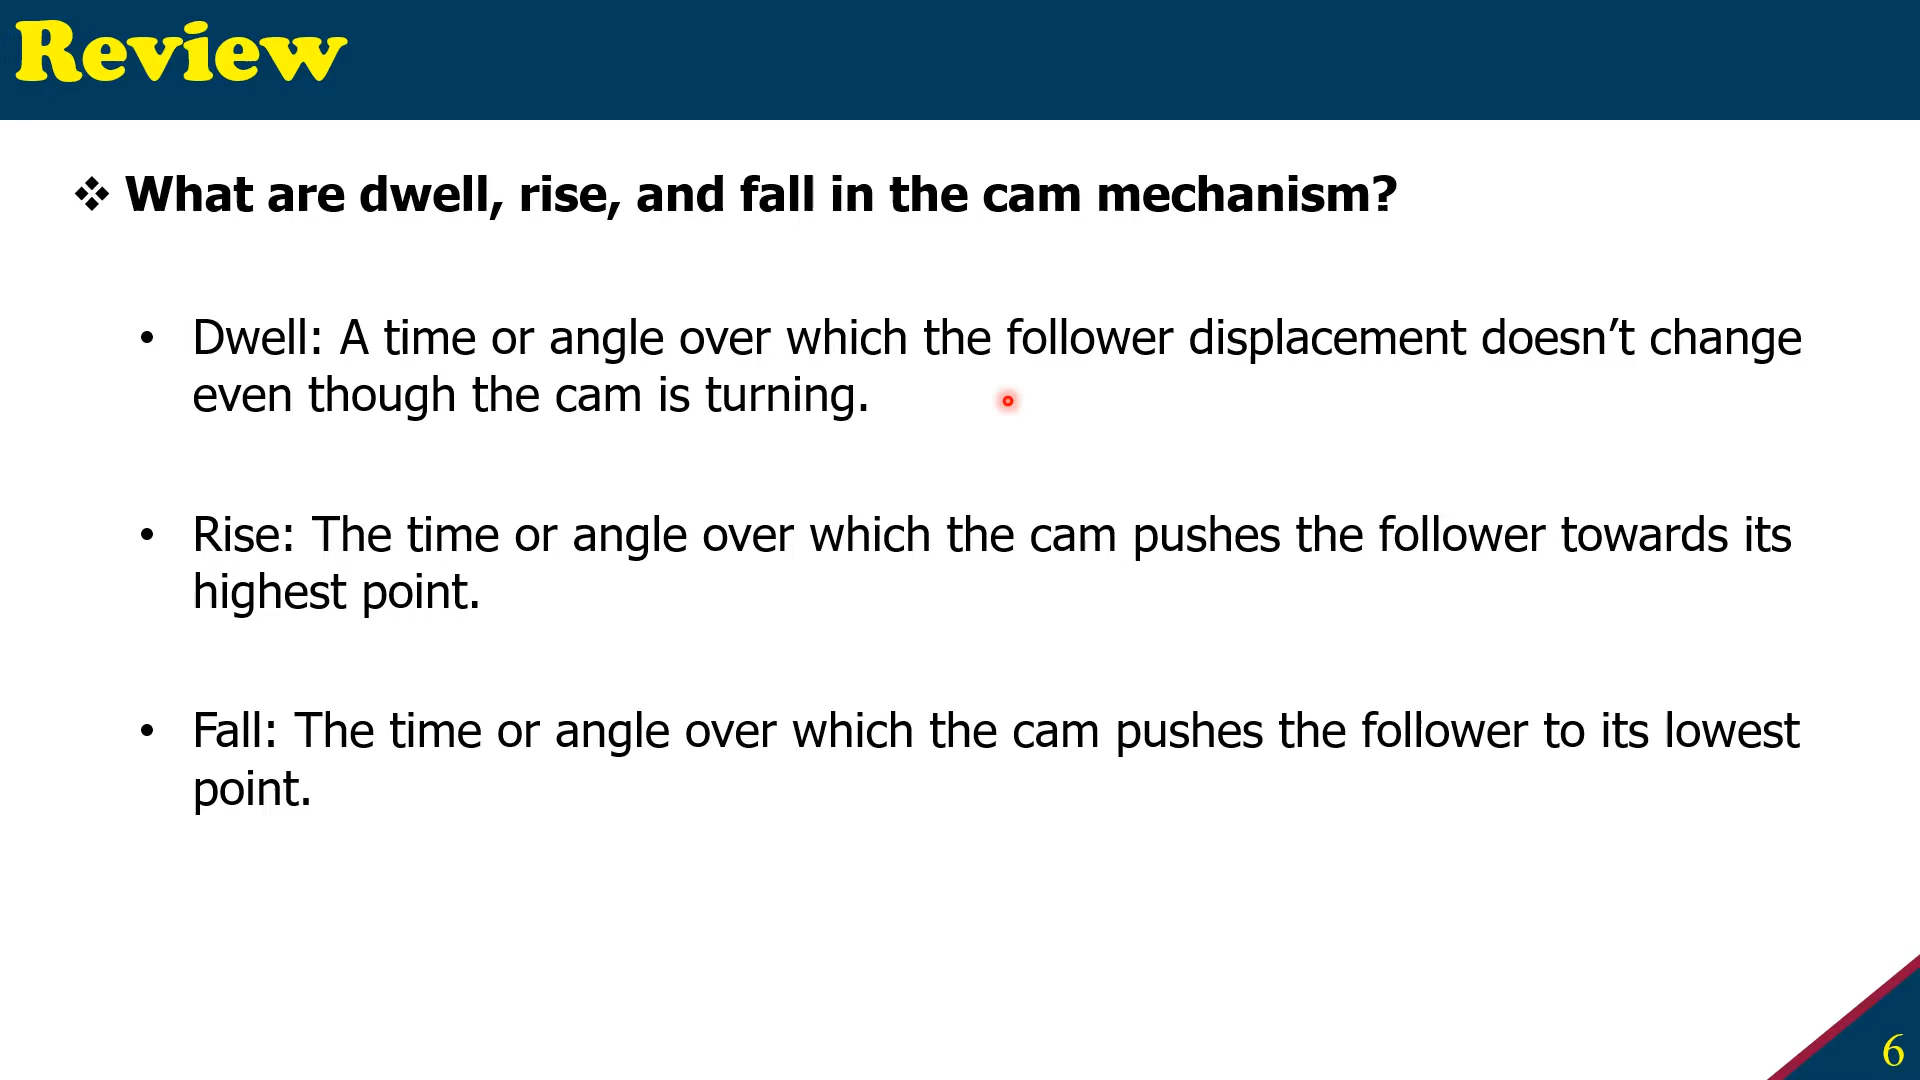 Review
❖ What are dwell, rise, and fall in the cam mechanism?
• Dwell: A time or angle over which the follower displacement doesn’t change
even though the cam is turning.
• Rise: The time or angle over which the cam pushes the follower towards its
highest point.
• Fall: The time or angle over which the cam pushes the follower to its lowest
point.
6